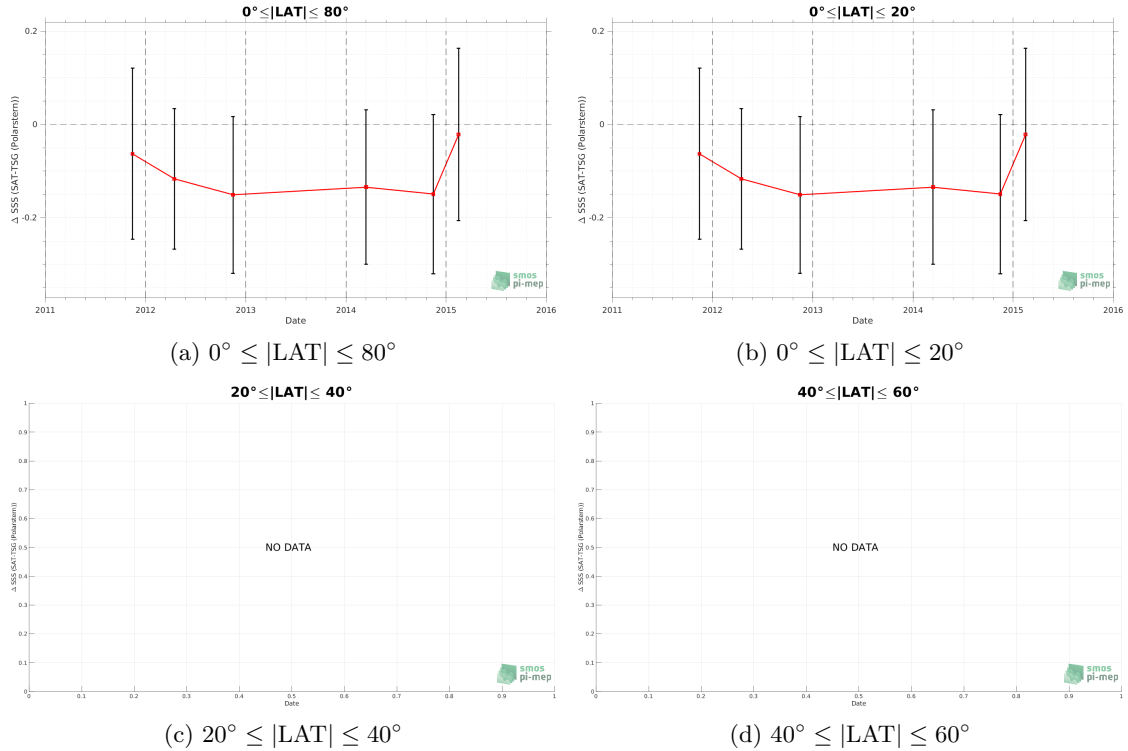 0°≤|LAT|≤ 80°
0.2
0
-0.2
Δ SSS (SAT-TSG (Polarstern))
2011 2012 2013 2014 2015 2016
Date
smos
pi-mep
(a) 0° ≤ |LAT| ≤ 80°
0°≤|LAT|≤ 20°
0.2
0
-0.2
Δ SSS (SAT-TSG (Polarstern))
2011 2012 2013 2014 2015 2016
Date
smos
pi-mep
(b) 0° ≤ |LAT| ≤ 20°
20°≤|LAT|≤ 40°
1
0.9
0.8
0.7
0.6
0.5
0.4
0.3
0.2
0.1
0
Δ SSS (SAT-TSG (Polarstern))
NO DATA
0 0.1 0.2 0.3 0.4 0.5 0.6 0.7 0.8 0.9 1
Date
smos
pi-mep
(c) 20° ≤ |LAT| ≤ 40°
40°≤|LAT|≤ 60°
1
0.9
0.8
0.7
0.6
0.5
0.4
0.3
0.2
0.1
0
Δ SSS (SAT-TSG (Polarstern))
NO DATA
0 0.1 0.2 0.3 0.4 0.5 0.6 0.7 0.8 0.9 1
Date
smos
pi-mep
(d) 40° ≤ |LAT| ≤ 60°